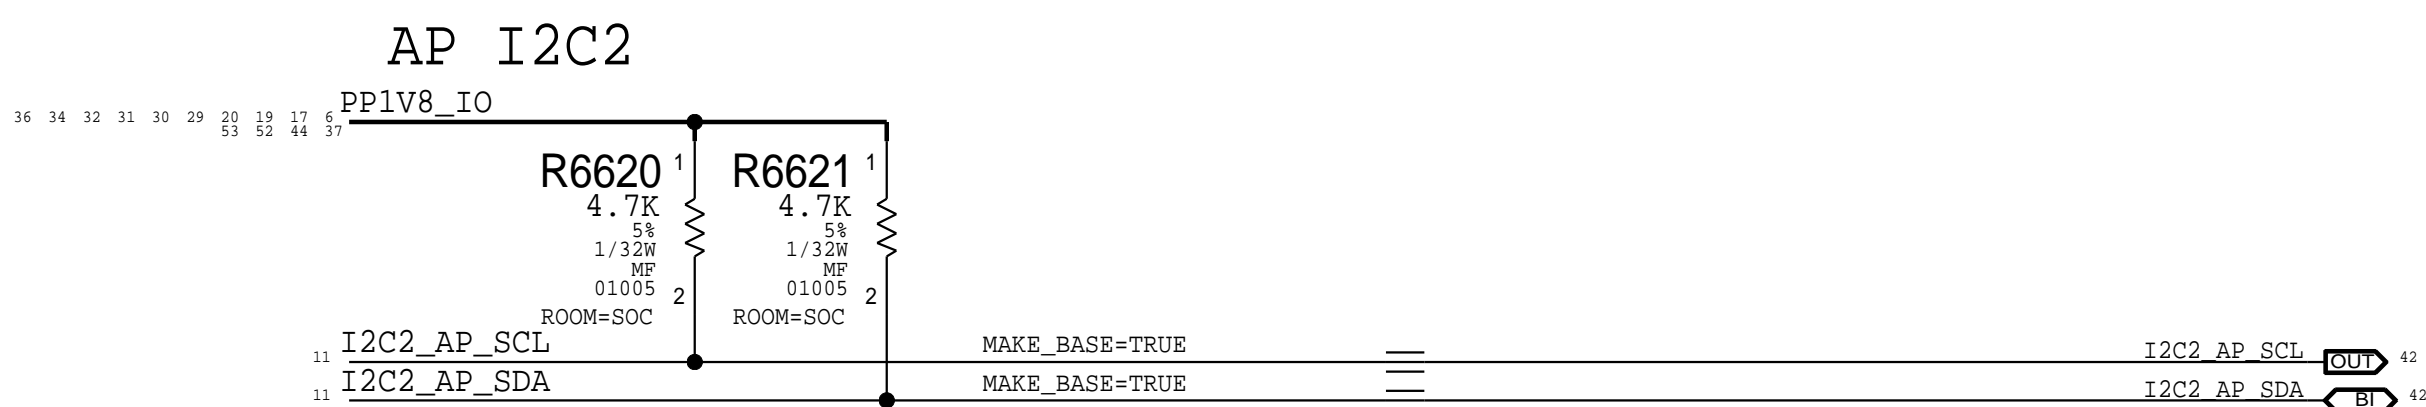 AP I2C2
PP1V8_IO
36 34 32 31 30 29 20 19 17 6
53 52 44 37
R6620 1 R6621 1
4.7K 4.7K
5% 5%
1/32W 1/32W
MF MF
01005 2 01005 2
ROOM=SOC ROOM=SOC
11 I2C2_AP_SCL MAKE_BASE=TRUE I2C2_AP_SCL OUT 42
11 I2C2_AP_SDA MAKE_BASE=TRUE I2C2_AP_SDA BI 42